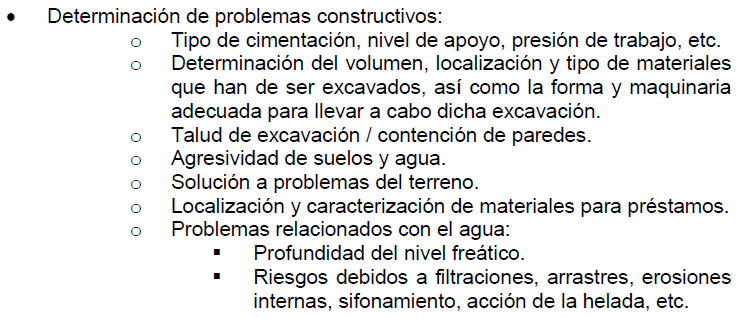 • Determinación de problemas constructivos:
o Tipo de cimentación, nivel de apoyo, presión de trabajo, etc.
o Determinación del volumen, localización y tipo de materiales
que han de ser excavados, así como la forma y maquinaria
adecuada para llevar a cabo dicha excavación.
o Talud de excavación / contención de paredes.
o Agresividad de suelos y agua.
o Solución a problemas del terreno.
o Localización y caracterización de materiales para préstamos.
o Problemas relacionados con el agua:
▪ Profundidad del nivel freático.
▪ Riesgos debidos a filtraciones, arrastres, erosiones
internas, sifonamiento, acción de la helada, etc.